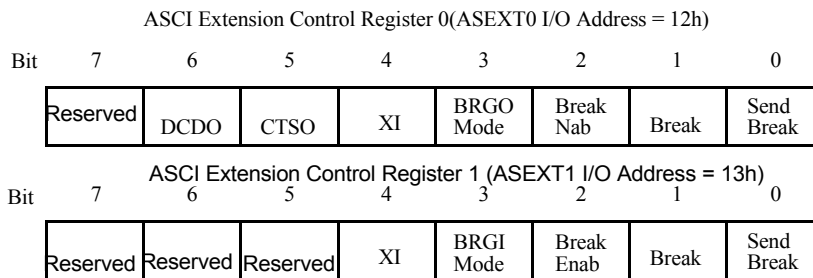 ASCI Extension Control Register 0(ASEXT0 I/O Address = 12h)
Bit 7 6 5 4 3 2 1 0
Reserved DCDO CTSO XI BRGO Mode Break Nab Break Send Break
ASCI Extension Control Register 1 (ASEXT1 I/O Address = 13h)
Bit 7 6 5 4 3 2 1 0
Reserved Reserved Reserved XI BRGI Mode Break Enab Break Send Break